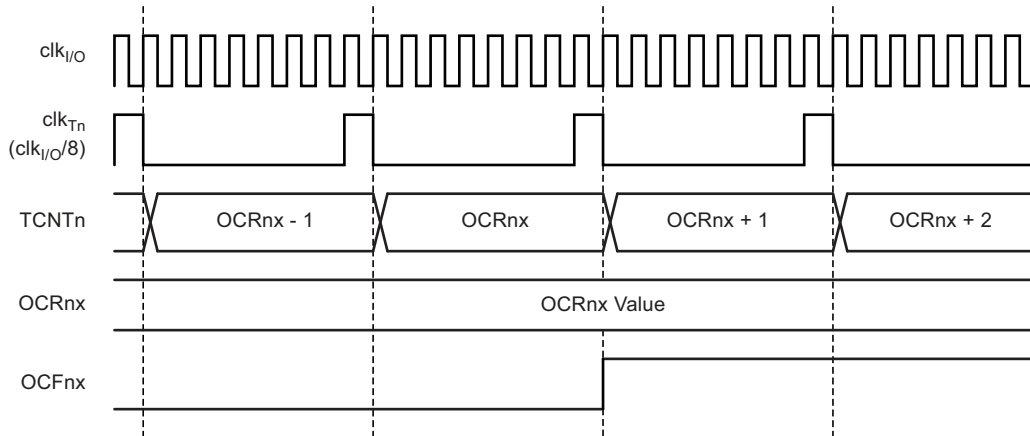 clkI/O
clkTn
(clkI/O/8)
TCNTn OCRnx - 1 OCRnx OCRnx + 1 OCRnx + 2
OCRnx OCRnx Value
OCFnx